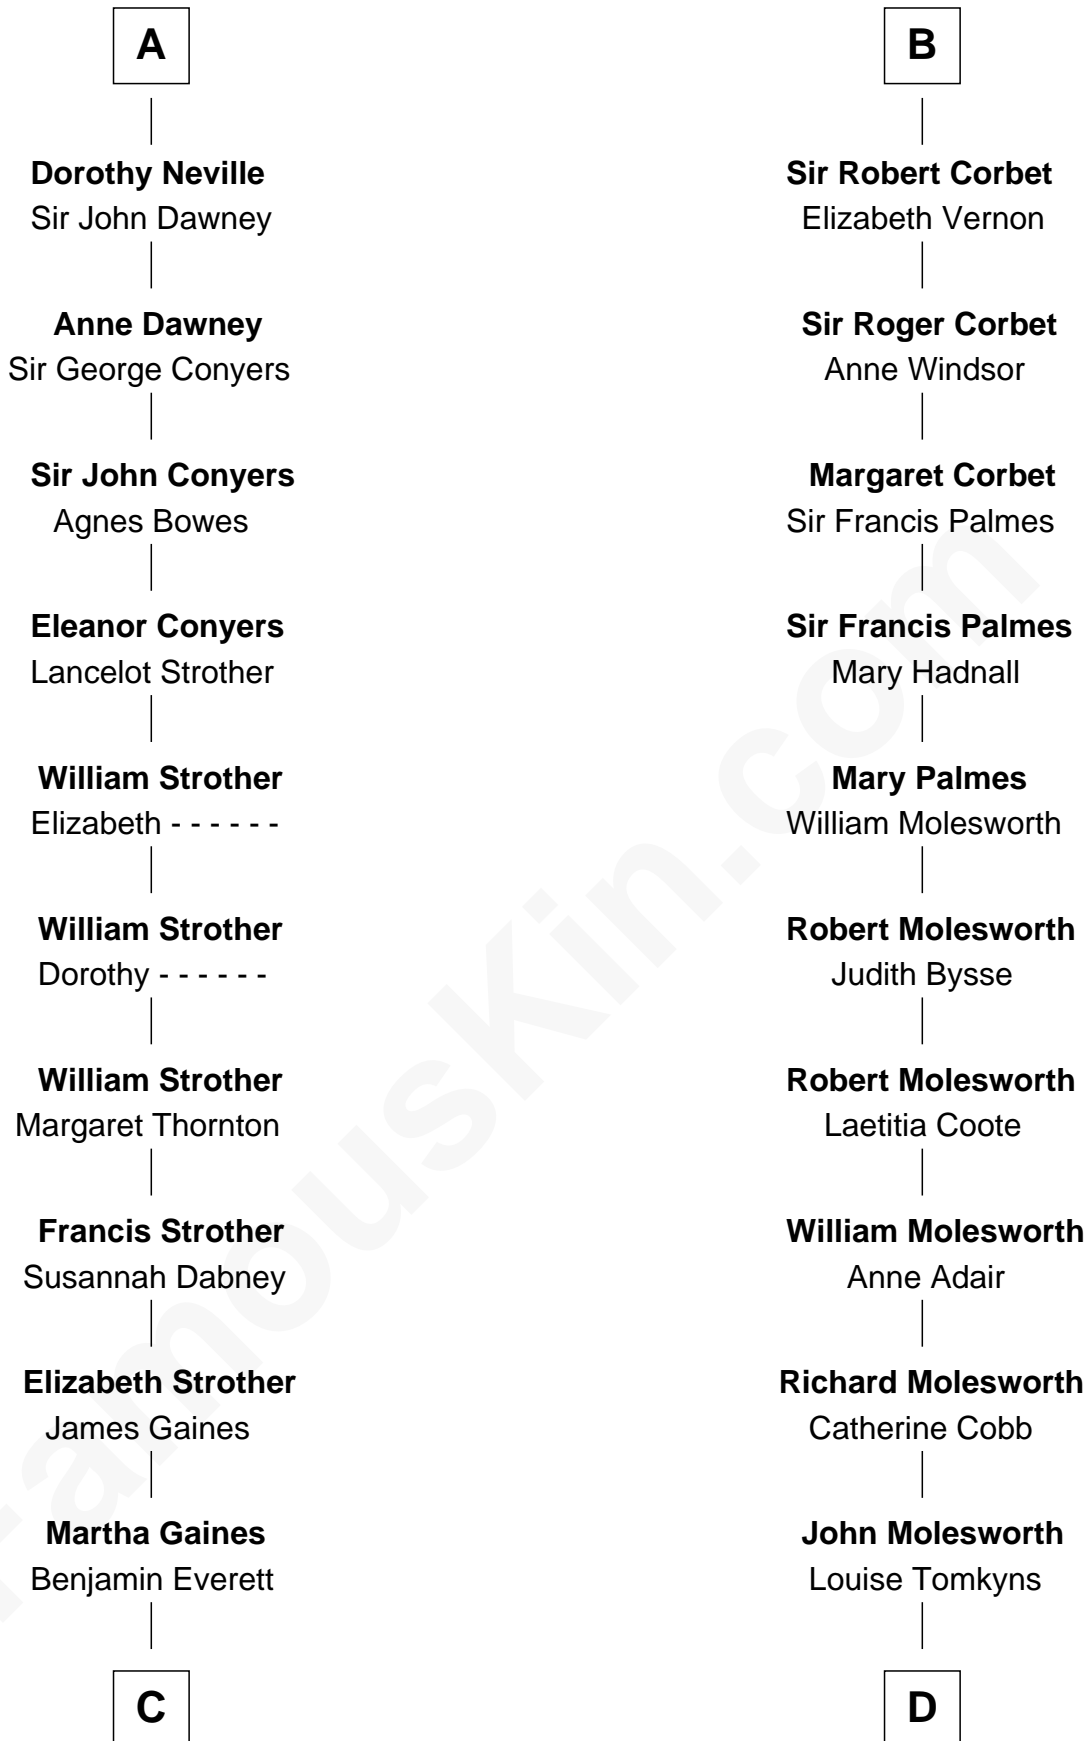 A
Dorothy Neville
Sir John Dawney
Anne Dawney
Sir George Conyers
Sir John Conyers
Agnes Bowes
Eleanor Conyers
Lancelot Strother
William Strother
Elizabeth - - - - - -
William Strother
Dorothy - - - - - -
William Strother
Margaret Thornton
Francis Strother
Susannah Dabney
Elizabeth Strother
James Gaines
Martha Gaines
Benjamin Everett
C
B
Sir Robert Corbet
Elizabeth Vernon
Sir Roger Corbet
Anne Windsor
Margaret Corbet
Sir Francis Palmes
Sir Francis Palmes
Mary Hadnall
Mary Palmes
William Molesworth
Robert Molesworth
Judith Bysse
Robert Molesworth
Laetitia Coote
William Molesworth
Anne Adair
Richard Molesworth
Catherine Cobb
John Molesworth
Louise Tomkyns
D
FamousKin.com